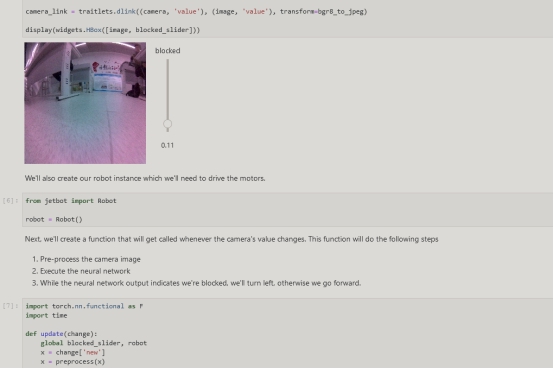 camera_link = traitlets.dlink((camera, 'value'), (image, 'value'), transform=bgr8_to_jpeg)
display(widgets.HBox([image, blocked_slider]))
blocked
0.11
We'll also create our robot instance which we'll need to drive the motors.
[6]: from jetbot import Robot
robot = Robot()
Next, we'll create a function that will get called whenever the camera's value changes. This function will do the following steps
1. Pre-process the camera image
2. Execute the neural network
3. While the neural network output indicates we're blocked, we'll turn left, otherwise we go forward.
[7]: import torch.nn.functional as F
import time
def update(change):
global blocked_slider, robot
x = change['new']
x = preprocess(x)